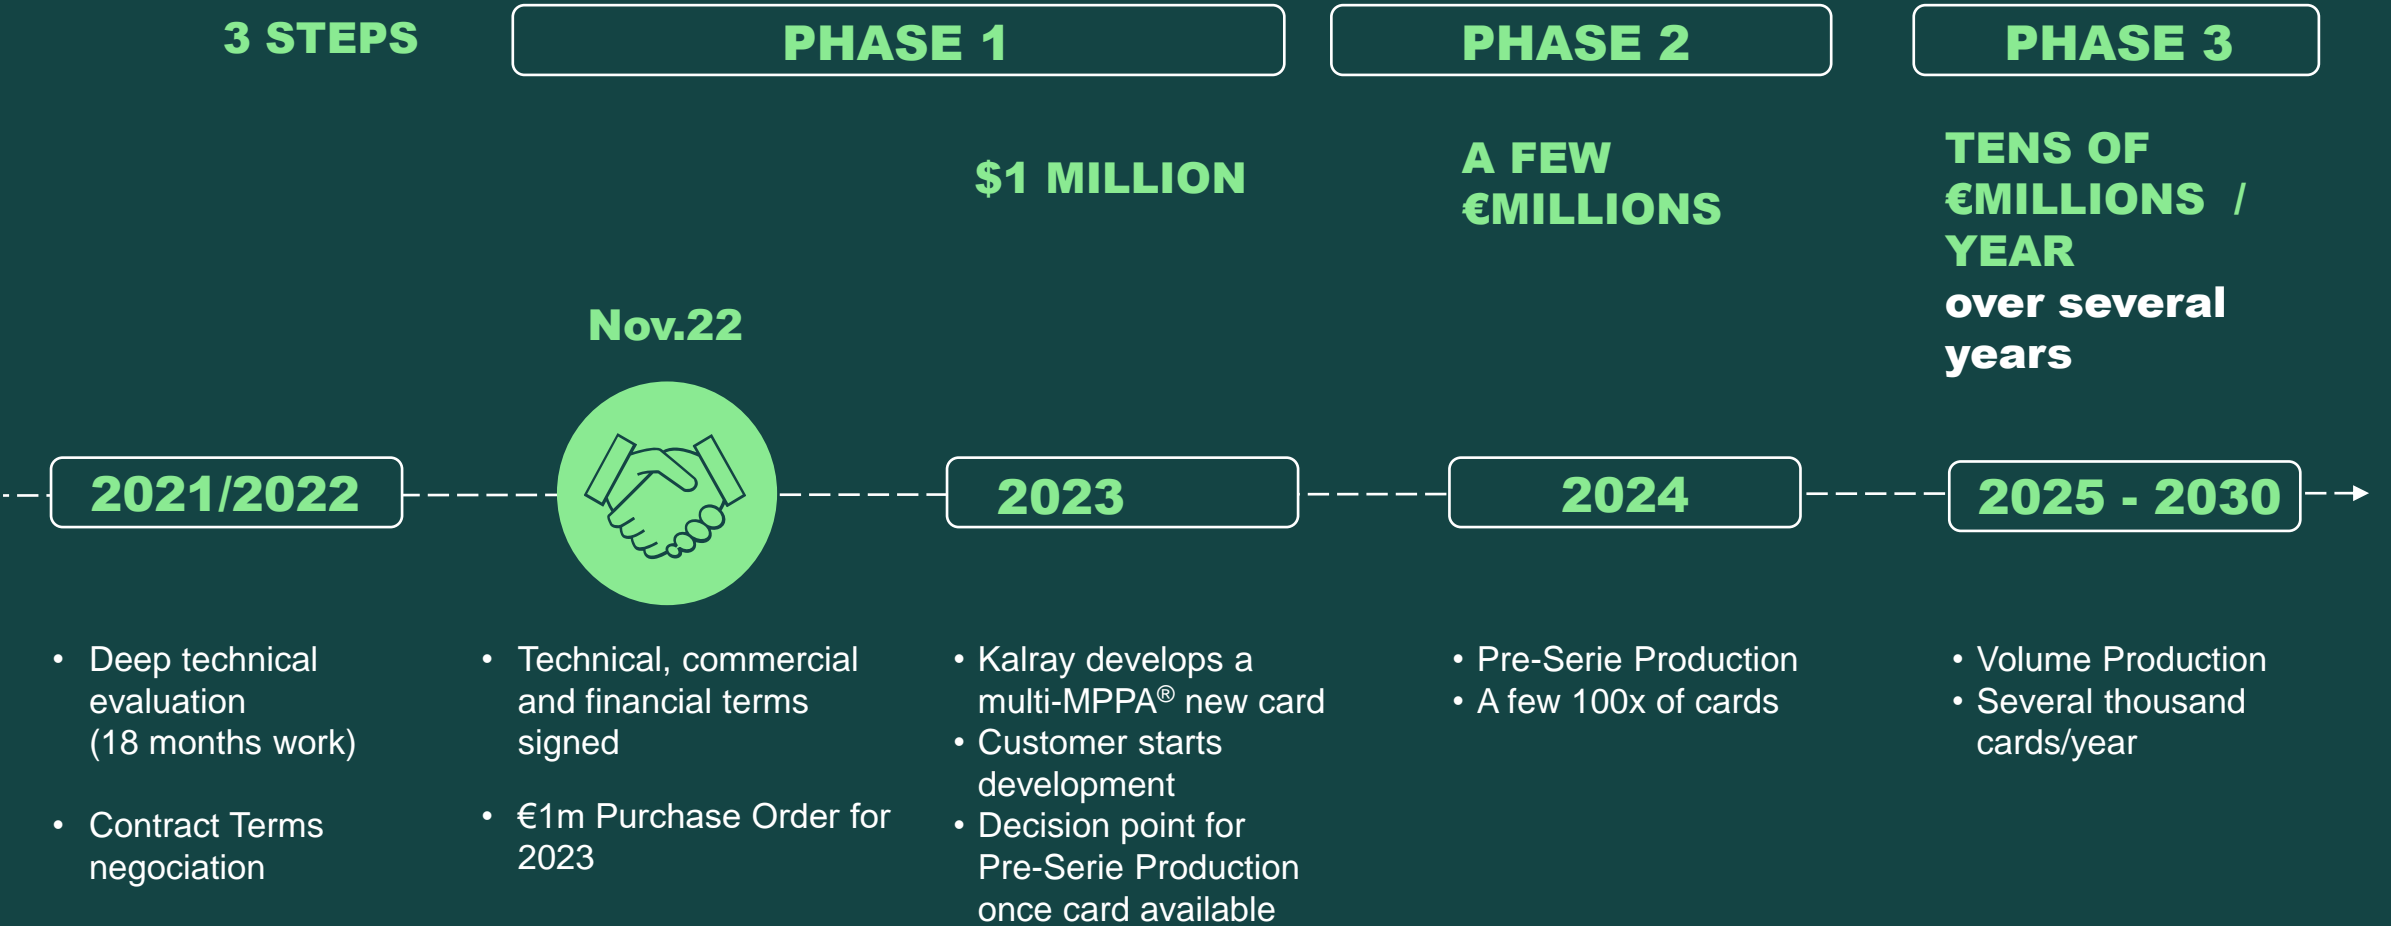 3 STEPS
PHASE 1
PHASE 2
PHASE 3
$1 MILLION
A FEW
€MILLIONS
TENS OF
€MILLIONS /
YEAR
over several
years
Nov.22
2021/2022
2023
2024
2025 - 2030
• Deep technical
evaluation
(18 months work)
• Contract Terms
negociation
• Technical, commercial
and financial terms
signed
• €1m Purchase Order for
2023
• Kalray develops a
multi-MPPA® new card
• Customer starts
development
• Decision point for
Pre-Serie Production
once card available
• Pre-Serie Production
• A few 100x of cards
• Volume Production
• Several thousand
cards/year